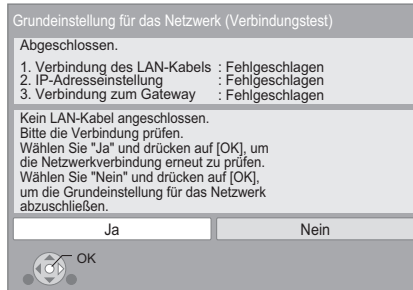 Grundeinstellung für das Netzwerk (Verbindungstest)
Abgeschlossen.
1. Verbindung des LAN-Kabels : Fehlgeschlagen
2. IP-Adresseinstellung : Fehlgeschlagen
3. Verbindung zum Gateway : Fehlgeschlagen
Kein LAN-Kabel angeschlossen.
Bitte die Verbindung prüfen.
Wählen Sie "Ja" und drücken auf [OK], um
die Netzwerkverbindung erneut zu prüfen.
Wählen Sie "Nein" und drücken auf [OK],
um die Grundeinstellung für das Netzwerk
abzuschließen.
Ja Nein
OK